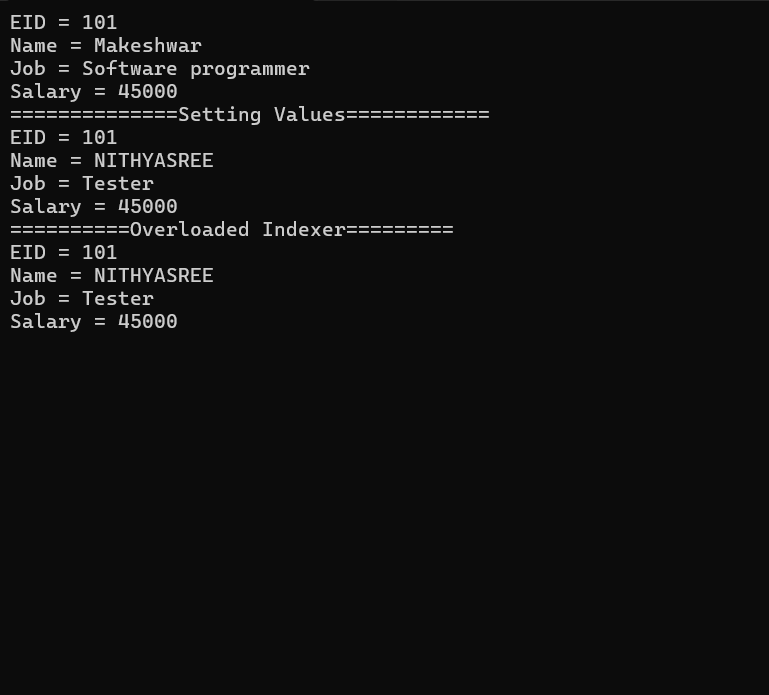 EID = 101
Name = Makeshwar
Job = Software programmer
Salary = 45000
==============Setting Values============
EID = 101
Name = NITHYASREE
Job = Tester
Salary = 45000
==========Overloaded Indexer=========
EID = 101
Name = NITHYASREE
Job = Tester
Salary = 45000